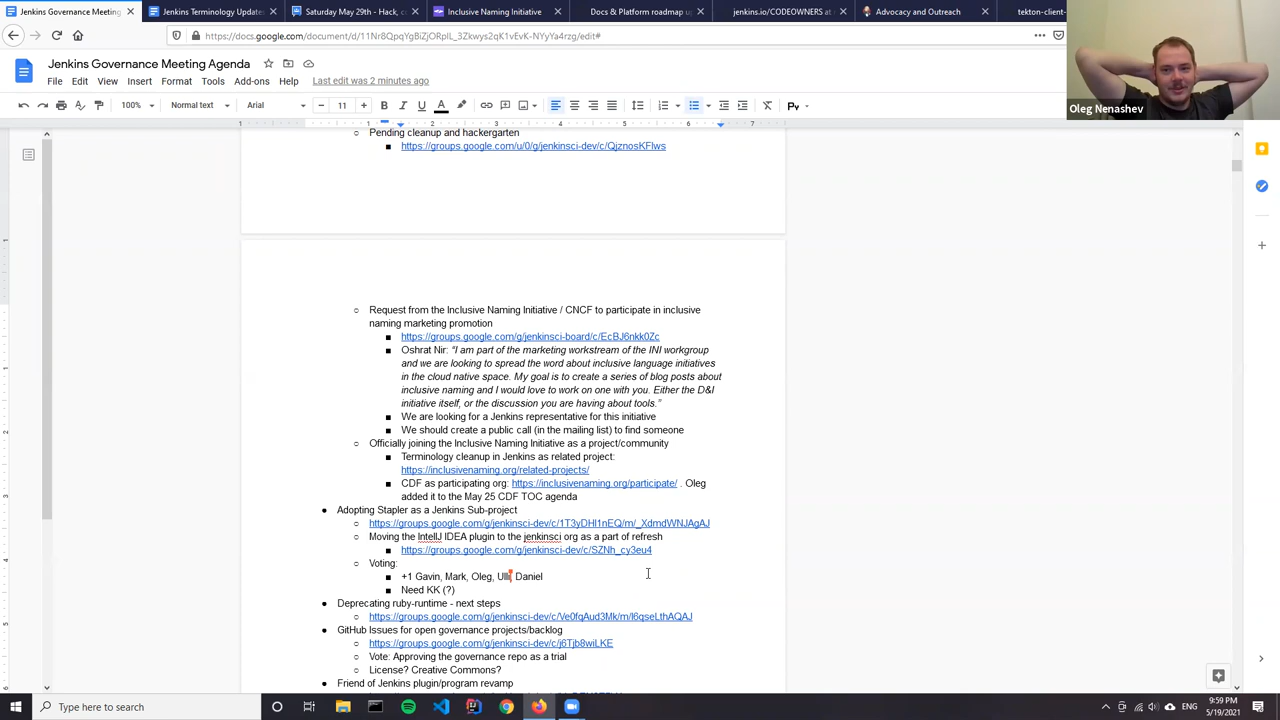 Jenkins Governance Meeting
Jenkins Terminology Updates
Saturday May 29th - Hack, c
Inclusive Naming Initiative
Docs & Platform roadmap u
jenkins.io/CODEOWNERS at
Advocacy and Outreach
tekton-client-
https://docs.google.com/document/d/11Nr8QpqYgBiZjORpIL_3Zkwys2qK1vEvK-NYyYa4rzg/edit#
Jenkins Governance Meeting Agenda
File Edit View Insert Format Tools Add-ons Help Last edit was 2 minutes ago
100% Normal text Arial 11
Oleg Nenashev
Pending cleanup and hackergarten
https://groups.google.com/u/0/g/jenkinsci-dev/c/QjznosKFIws
Request from the Inclusive Naming Initiative / CNCF to participate in inclusive
naming marketing promotion
https://groups.google.com/g/jenkinsci-board/c/EcBJ6nkk0Zc
Oshrat Nir: “I am part of the marketing workstream of the INI workgroup
and we are looking to spread the word about inclusive language initiatives
in the cloud native space. My goal is to create a series of blog posts about
inclusive naming and I would love to work on one with you. Either the D&I
initiative itself, or the discussion you are having about tools.”
We are looking for a Jenkins representative for this initiative
We should create a public call (in the mailing list) to find someone
Officially joining the Inclusive Naming Initiative as a project/community
Terminology cleanup in Jenkins as related project:
https://inclusivenaming.org/related-projects/
CDF as participating org: https://inclusivenaming.org/participate/ . Oleg
added it to the May 25 CDF TOC agenda
Adopting Stapler as a Jenkins Sub-project
https://groups.google.com/g/jenkinsci-dev/c/1T3yDHl1nEQ/m/_XdmdWNJAgAJ
Moving the IntelIJ IDEA plugin to the jenkinsci org as a part of refresh
https://groups.google.com/g/jenkinsci-dev/c/SZNh_cy3eu4
Voting:
+1 Gavin, Mark, Oleg, Ulli, Daniel
Need KK (?)
Deprecating ruby-runtime - next steps
https://groups.google.com/g/jenkinsci-dev/c/Ve0fqAud3Mk/m/l6qseLthAQAJ
GitHub Issues for open governance projects/backlog
https://groups.google.com/g/jenkinsci-dev/c/j6Tjb8wiLKE
Vote: Approving the governance repo as a trial
License? Creative Commons?
Friend of Jenkins plugin/program revamp
Type here to search
ENG
9:59 PM
5/19/2021